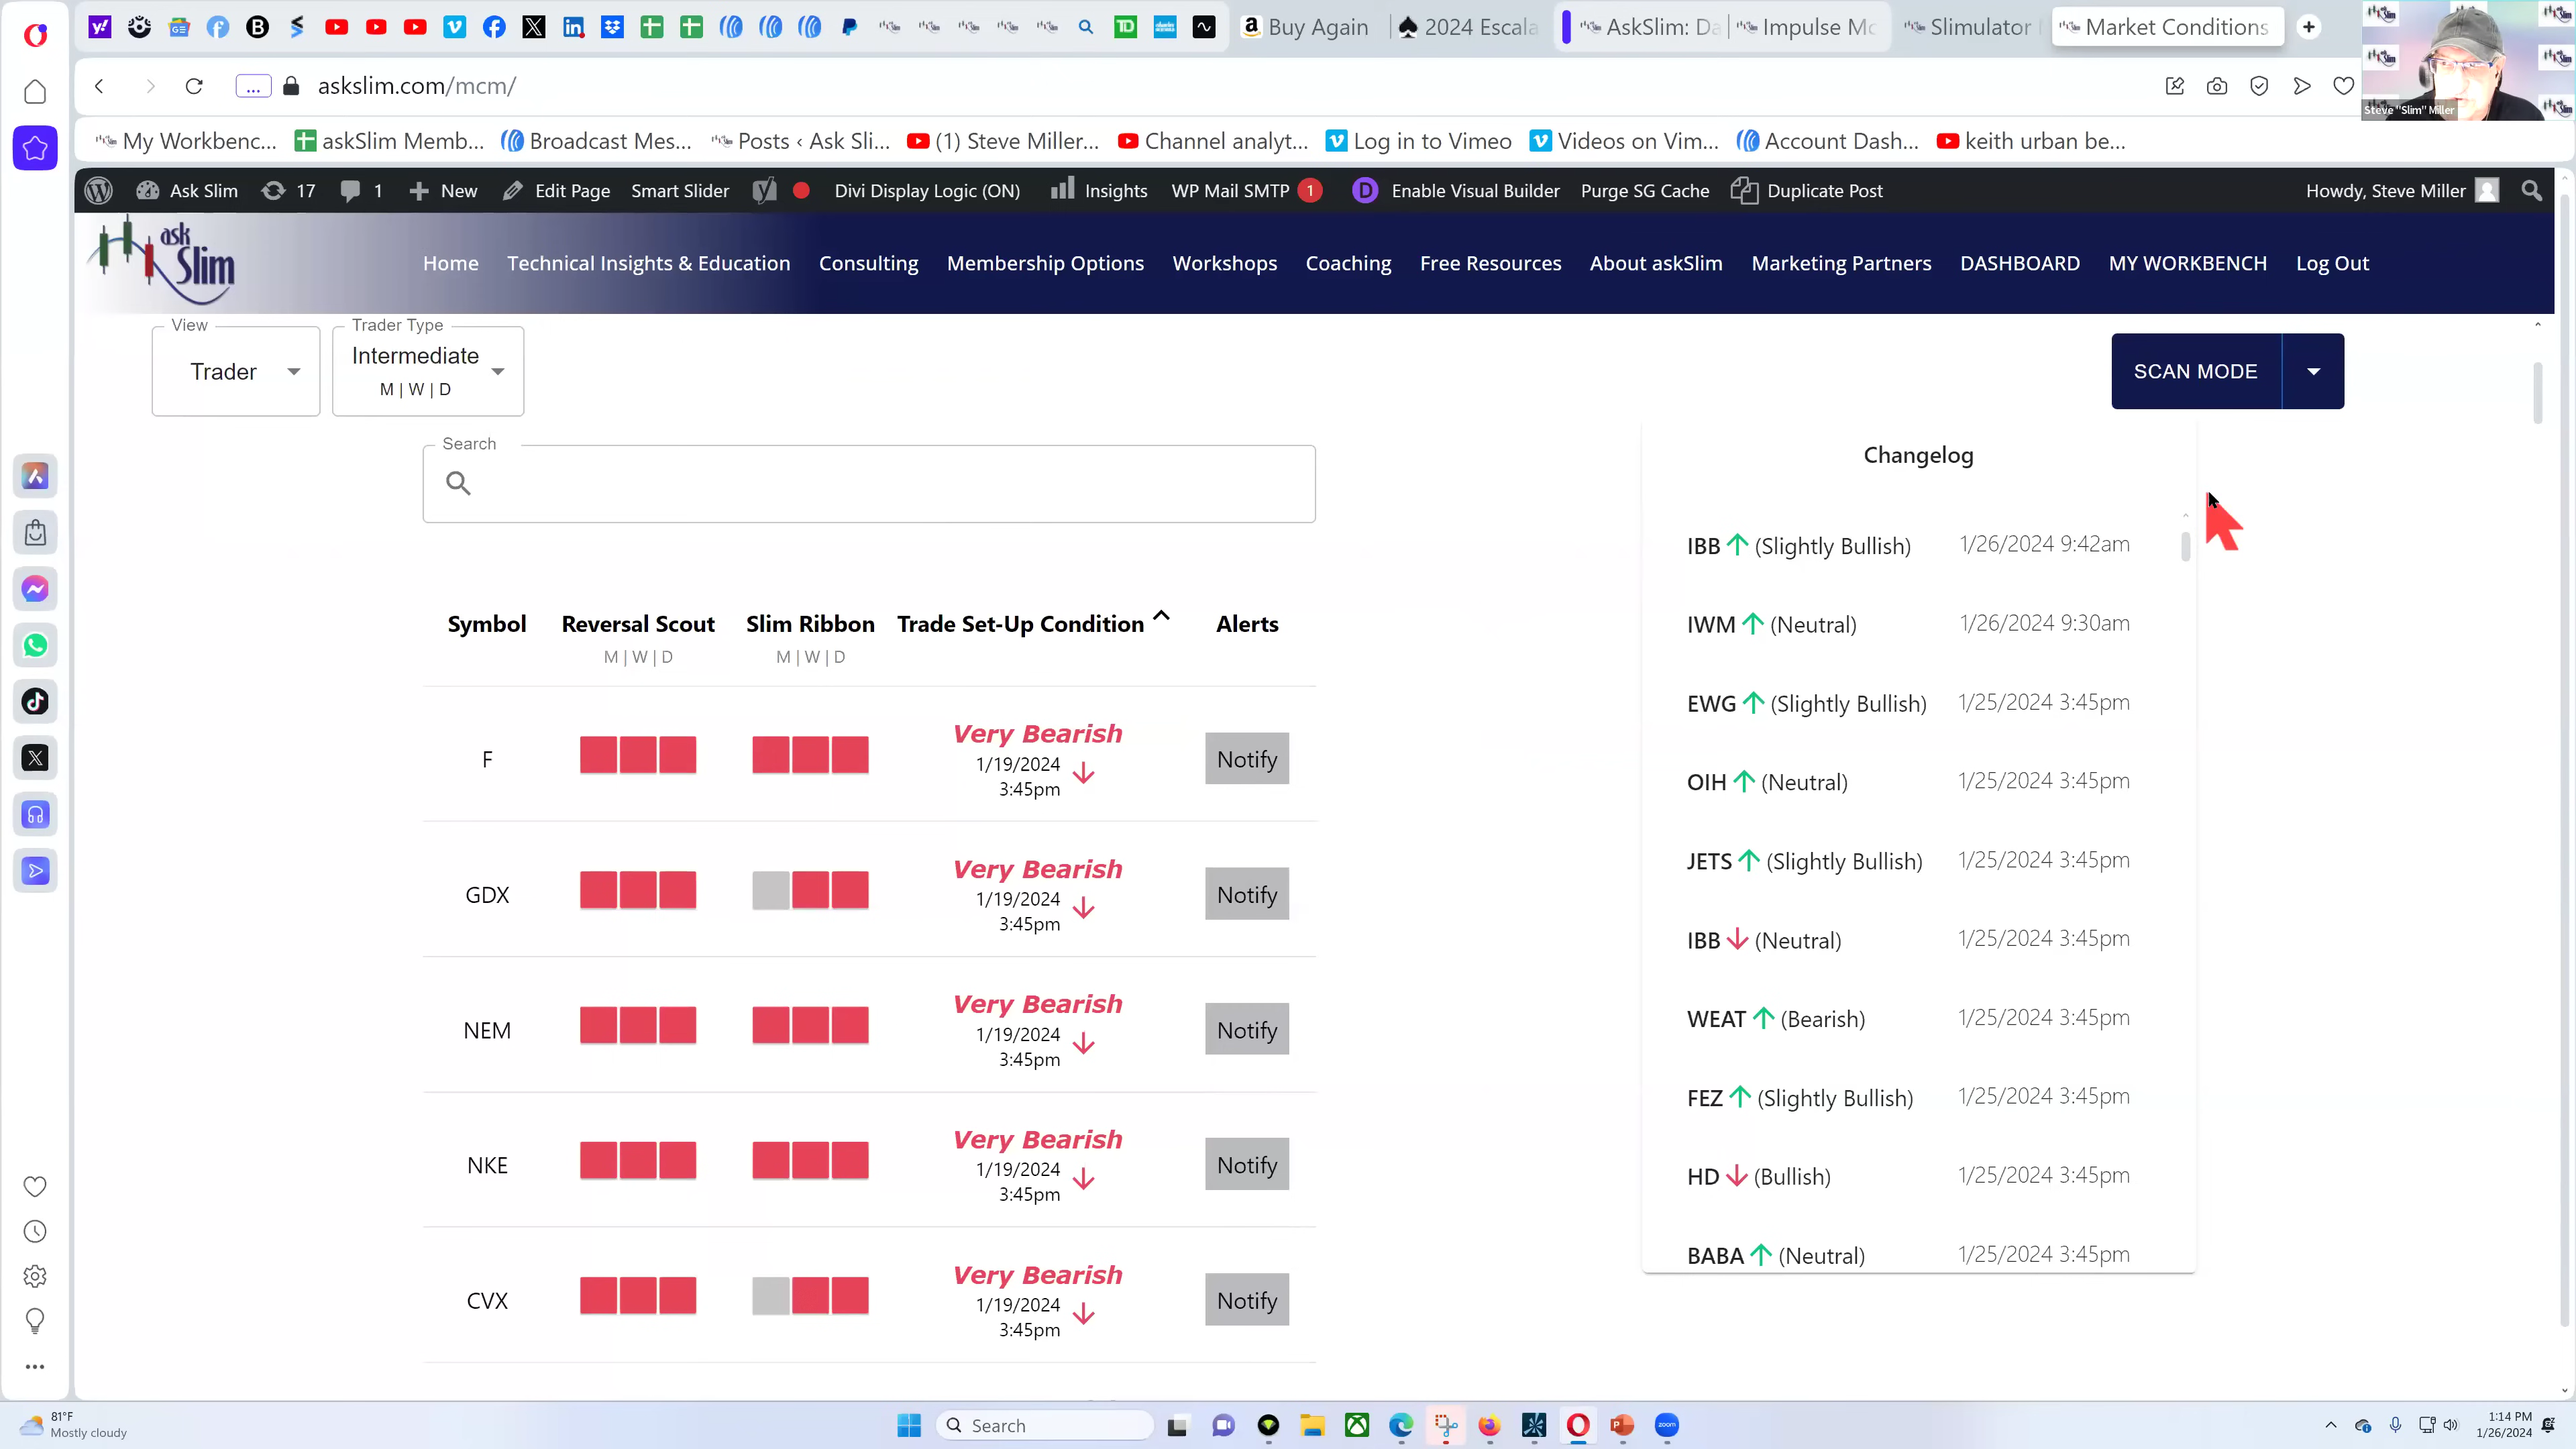 Buy Again
2024 Escala
AskSlim: Da
Impulse Mo
Slimulator
Market Conditions
askslim.com/mcm/
Steve "Slim" Miller
My Workbenc...
askSlim Memb...
Broadcast Mes...
Posts ‹ Ask Sli...
(1) Steve Miller...
Channel analyt...
Log in to Vimeo
Videos on Vim...
Account Dash...
keith urban be...
Ask Slim 17 1 New Edit Page Smart Slider Divi Display Logic (ON) Insights WP Mail SMTP 1 Enable Visual Builder Purge SG Cache Duplicate Post Howdy, Steve Miller
ask
Slim
Home Technical Insights & Education Consulting Membership Options Workshops Coaching Free Resources About askSlim Marketing Partners DASHBOARD MY WORKBENCH Log Out
View
Trader
Trader Type
Intermediate
M | W | D
SCAN MODE
Search
Symbol Reversal Scout Slim Ribbon Trade Set-Up Condition Alerts
M | W | D M | W | D
F Very Bearish Notify
1/19/2024
3:45pm
GDX Very Bearish Notify
1/19/2024
3:45pm
NEM Very Bearish Notify
1/19/2024
3:45pm
NKE Very Bearish Notify
1/19/2024
3:45pm
CVX Very Bearish Notify
1/19/2024
3:45pm
Changelog
IBB (Slightly Bullish) 1/26/2024 9:42am
IWM (Neutral) 1/26/2024 9:30am
EWG (Slightly Bullish) 1/25/2024 3:45pm
OIH (Neutral) 1/25/2024 3:45pm
JETS (Slightly Bullish) 1/25/2024 3:45pm
IBB (Neutral) 1/25/2024 3:45pm
WEAT (Bearish) 1/25/2024 3:45pm
FEZ (Slightly Bullish) 1/25/2024 3:45pm
HD (Bullish) 1/25/2024 3:45pm
BABA (Neutral) 1/25/2024 3:45pm
81°F
Mostly cloudy
Search
zoom
1:14 PM
1/26/2024